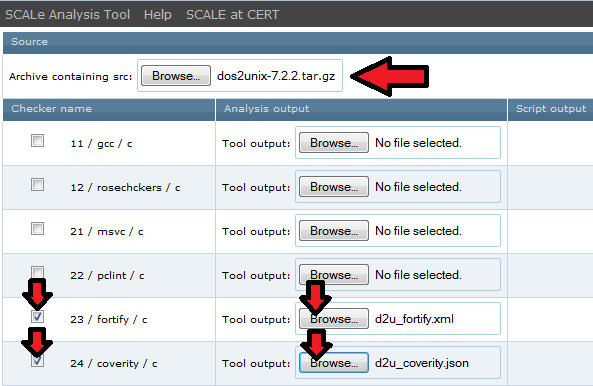 SCALe Analysis Tool Help SCALE at CERT
Source
Archive containing src: Browse... dos2unix-7.2.2.tar.gz
Checker name Analysis output Script output
11 / gcc / c Tool output: Browse... No file selected.
12 / rosechckers / c Tool output: Browse... No file selected.
21 / msvc / c Tool output: Browse... No file selected.
22 / pclint / c Tool output: Browse... No file selected.
23 / fortify / c Tool output: Browse... d2u_fortify.xml
24 / coverity / c Tool output: Browse... d2u_coverity.json